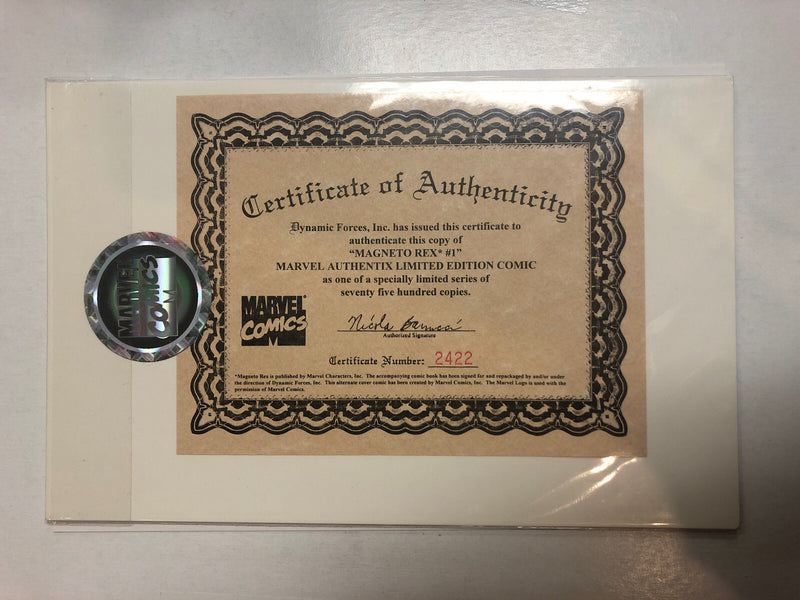 Certificate of Authenticity
Dynamic Forces, Inc. has issued this certificate to
authenticate this copy of
"MAGNETO REX* #1"
MARVEL AUTHENTIX LIMITED EDITION COMIC
as one of a specially limited series of
seventy five hundred copies.
MARVEL
COMICS
M
MARVEL®
COMICS
M
Nicola Barrucci
Authorized Signature
Certificate Number: 2422
*Magneto Rex is published by Marvel Characters, Inc. The accompanying comic book has been signed for and repackaged by and/or under
the direction of Dynamic Forces, Inc. This alternate cover comic has been created by Marvel Comics, Inc. The Marvel Logo is used with the
permission of Marvel Comics.